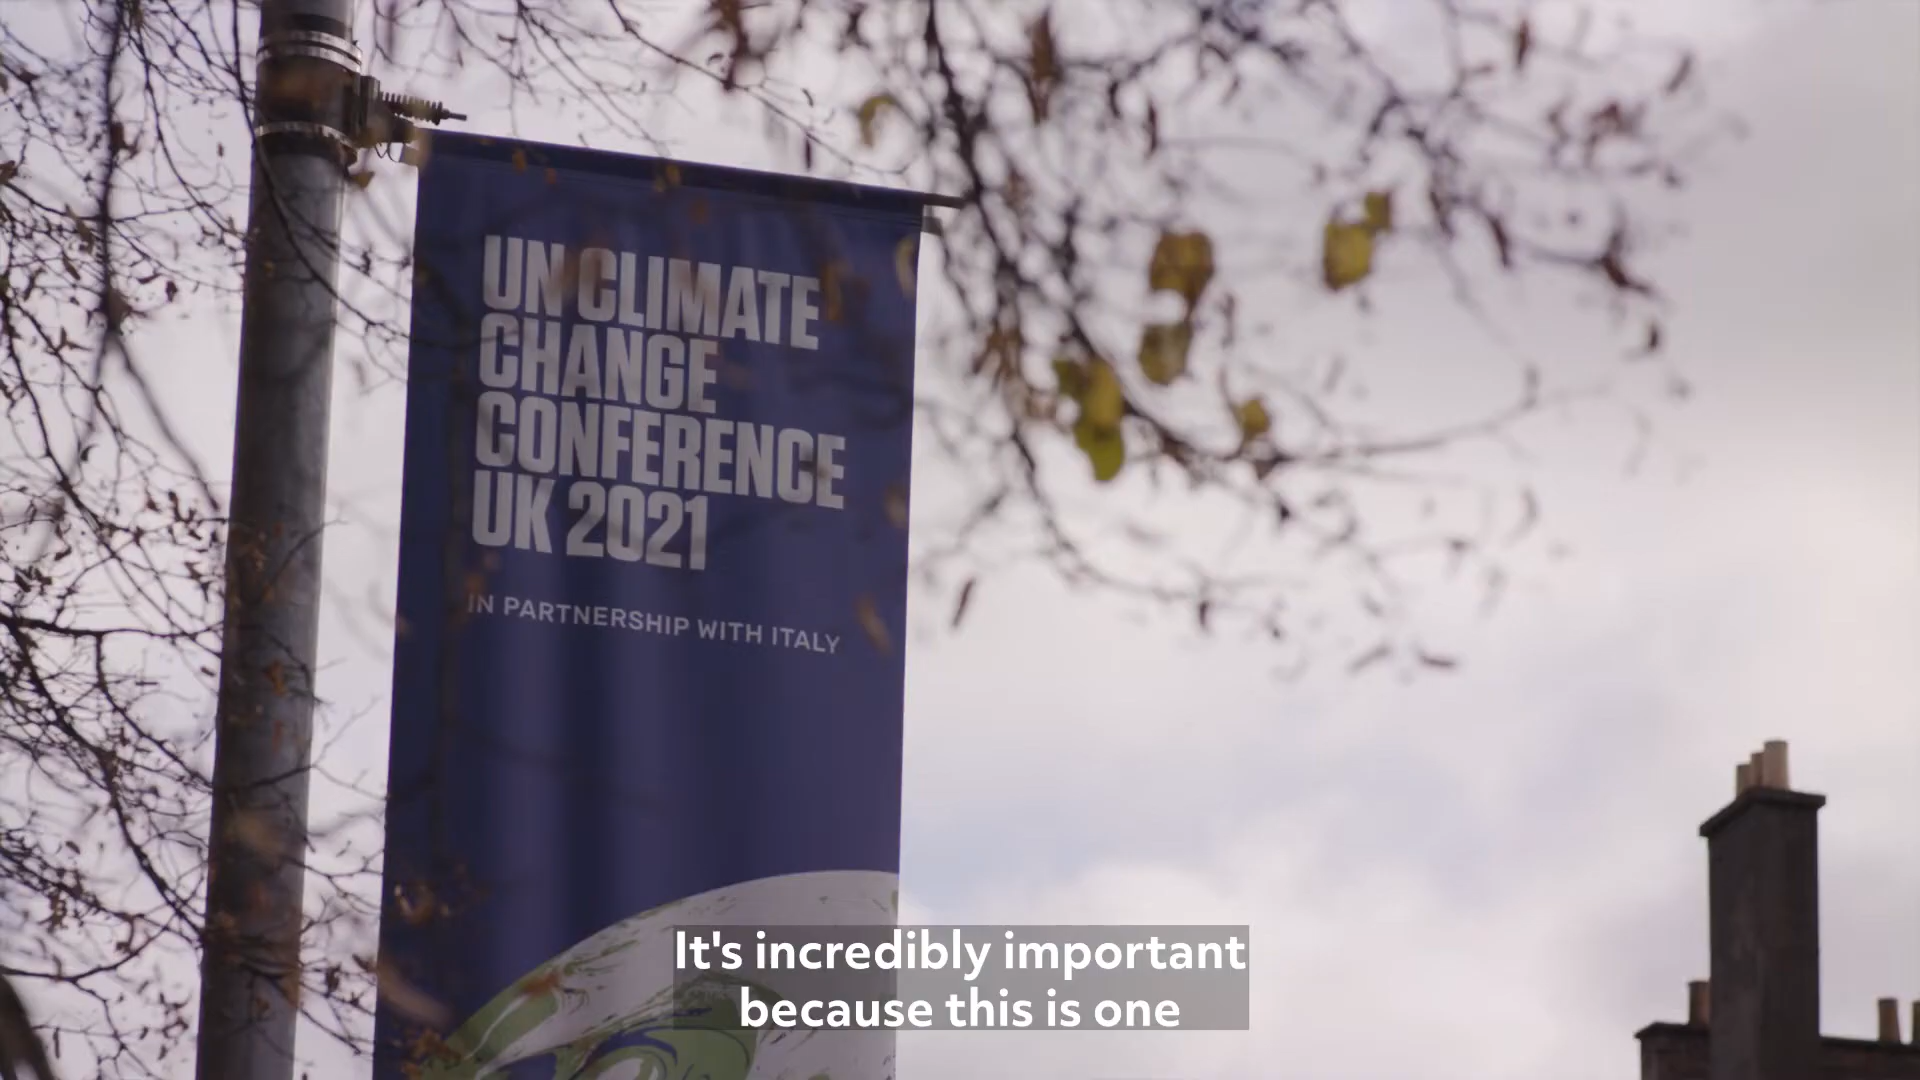 UN CLIMATE
CHANGE
CONFERENCE
UK 2021
IN PARTNERSHIP WITH ITALY
It's incredibly important
because this is one